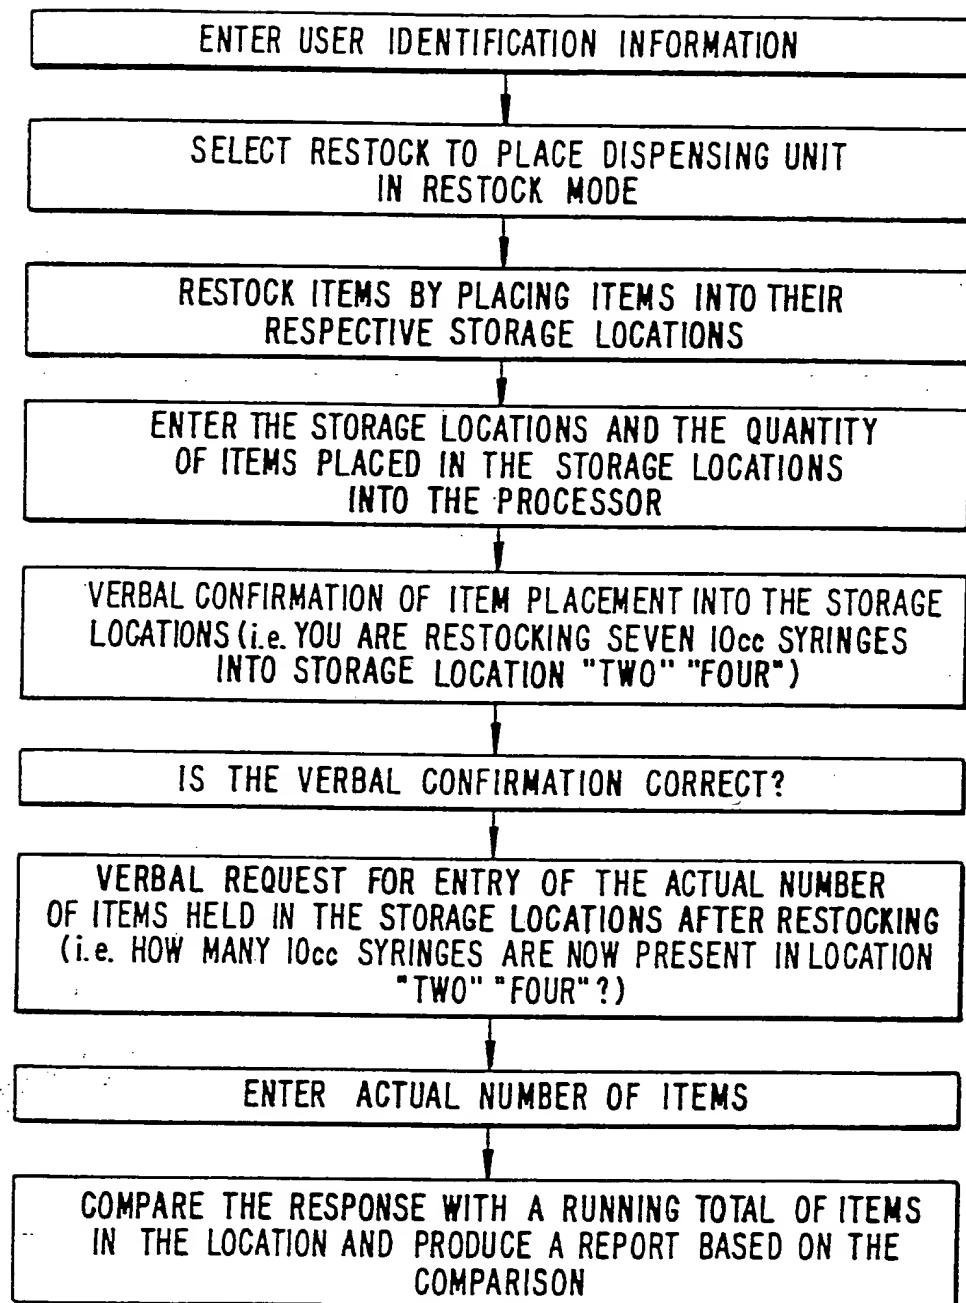 ENTER USER IDENTIFICATION INFORMATION
SELECT RESTOCK TO PLACE DISPENSING UNIT
IN RESTOCK MODE
RESTOCK ITEMS BY PLACING ITEMS INTO THEIR
RESPECTIVE STORAGE LOCATIONS
ENTER THE STORAGE LOCATIONS AND THE QUANTITY
OF ITEMS PLACED IN THE STORAGE LOCATIONS
INTO THE PROCESSOR
VERBAL CONFIRMATION OF ITEM PLACEMENT INTO THE STORAGE
LOCATIONS (i.e. YOU ARE RESTOCKING SEVEN 10cc SYRINGES
INTO STORAGE LOCATION "TWO" "FOUR")
IS THE VERBAL CONFIRMATION CORRECT?
VERBAL REQUEST FOR ENTRY OF THE ACTUAL NUMBER
OF ITEMS HELD IN THE STORAGE LOCATIONS AFTER RESTOCKING
(i.e. HOW MANY 10cc SYRINGES ARE NOW PRESENT IN LOCATION
"TWO" "FOUR"?)
ENTER ACTUAL NUMBER OF ITEMS
COMPARE THE RESPONSE WITH A RUNNING TOTAL OF ITEMS
IN THE LOCATION AND PRODUCE A REPORT BASED ON THE
COMPARISON